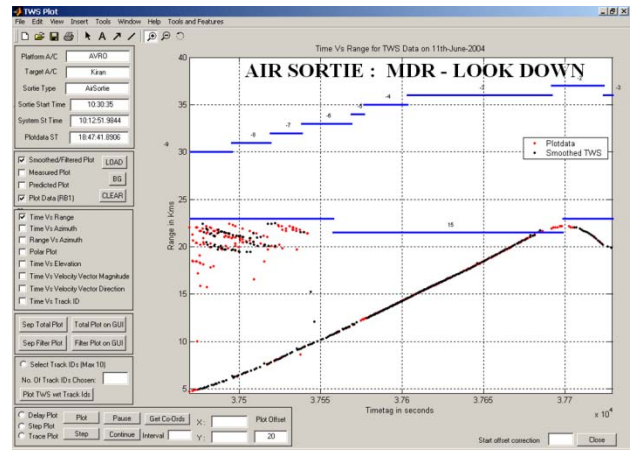 TWS Plot
File Edit View Insert Tools Window Help Tools and Features
Platform A/C AVRO
Target A/C Kiran
Sortie Type AirSortie
Sortie Start Time 10:30:35
System St Time 10:12:51.9844
Plotdata ST 18:47:41.8906
Smoothed/Filtered Plot LOAD
Measured Plot
Predicted Plot BG
Plot Data (RB1) CLEAR
Time Vs Range
Time Vs Azimuth
Range Vs Azimuth
Polar Plot
Time Vs Elevation
Time Vs Velocity Vector Magnitude
Time Vs Velocity Vector Direction
Time Vs Track ID
Sep Total Plot Total Plot on GUI
Sep Filter Plot Filter Plot on GUI
Select Track IDs (Max 10)
No. Of Track IDs Chosen:
Plot TWS wrt Track Ids
Time Vs Range for TWS Data on 11th-June-2004
AIR SORTIE : MDR - LOOK DOWN
40
35
30
25
20
15
10
5
Range in Kms
-9
-8
-7
-6
-5
-4
-3
15
Plotdata
Smoothed TWS
3.75
3.755
3.76
3.765
3.77
x 10⁴
Timetag in seconds
Delay Plot
Step Plot
Trace Plot
Plot Pause Get Co-Ords X :
Step Continue Interval Y :
Plot Offset
20
Start offset correction Close